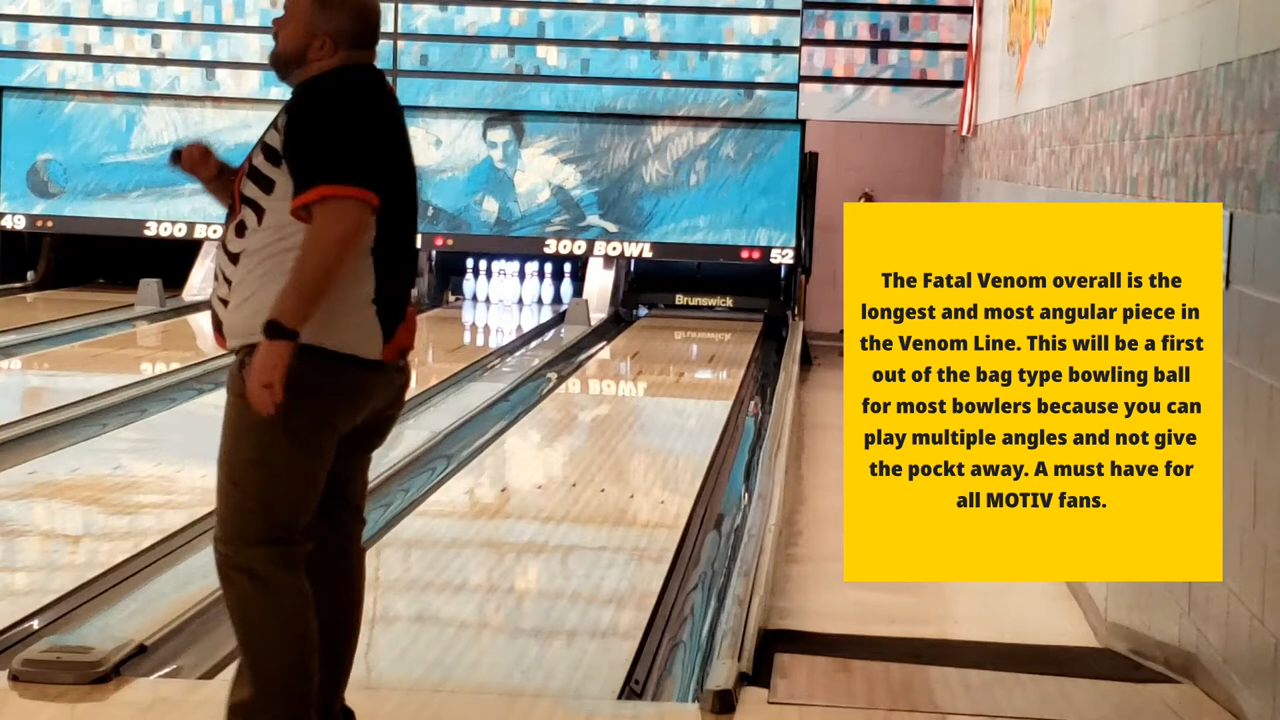 49
300 BO
300 BOWL
52
Brunswick
The Fatal Venom overall is the
longest and most angular piece in
the Venom Line. This will be a first
out of the bag type bowling ball
for most bowlers because you can
play multiple angles and not give
the pockt away. A must have for
all MOTIV fans.